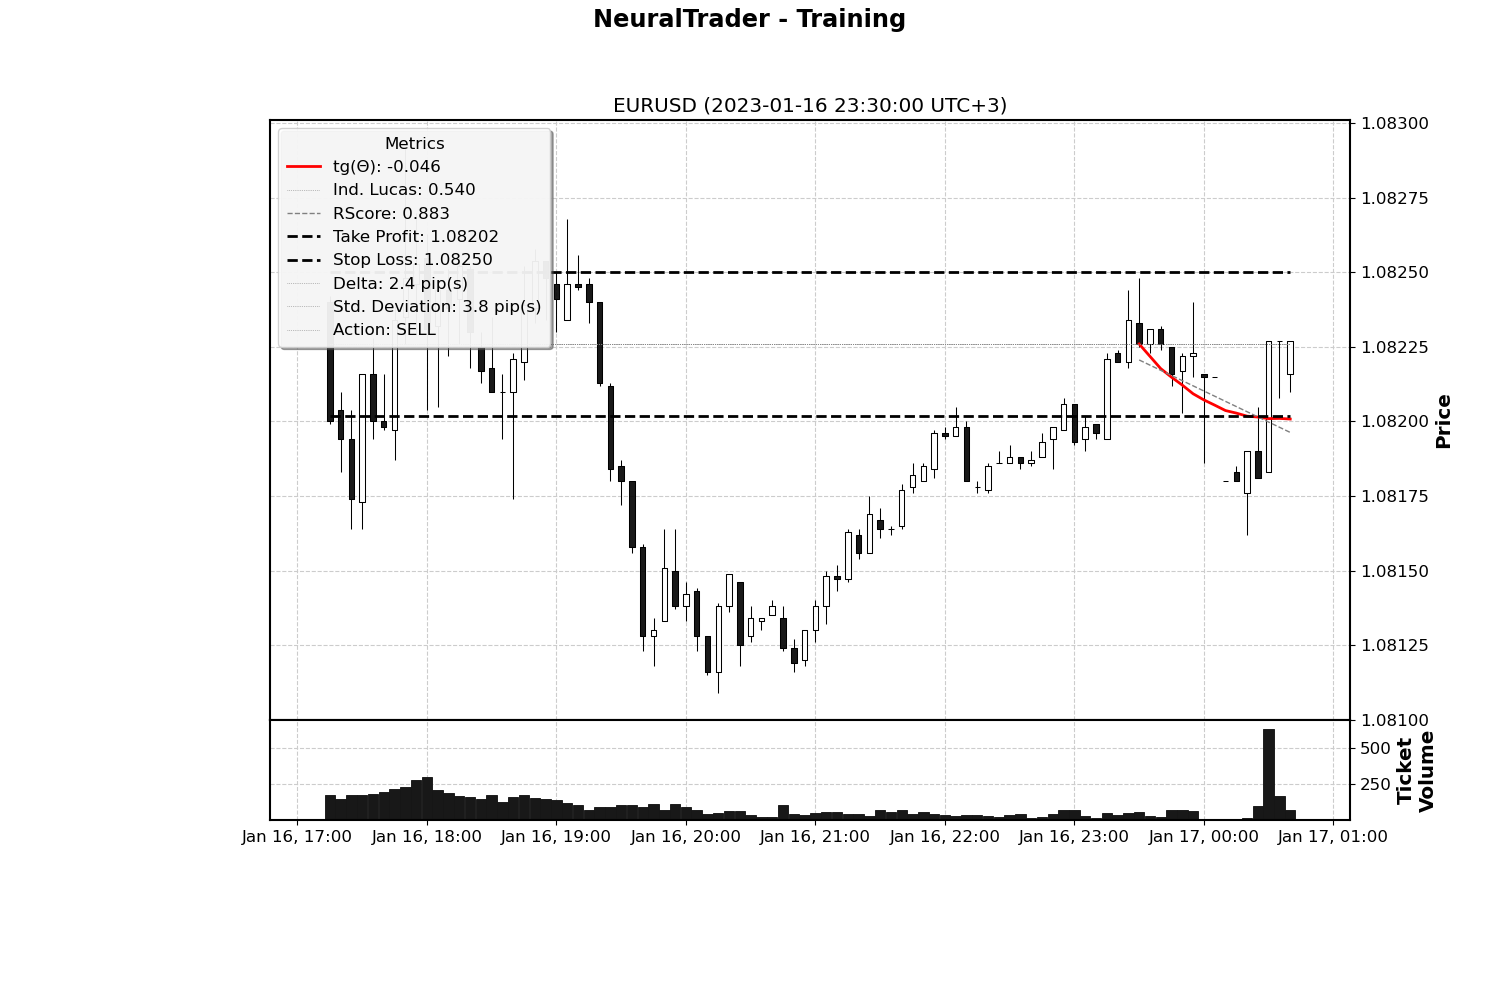 NeuralTrader - Training
EURUSD (2023-01-16 23:30:00 UTC+3)
Metrics
tg(Θ): -0.046
Ind. Lucas: 0.540
RScore: 0.883
Take Profit: 1.08202
Stop Loss: 1.08250
Delta: 2.4 pip(s)
Std. Deviation: 3.8 pip(s)
Action: SELL
1.08300
1.08275
1.08250
1.08225
1.08200
1.08175
1.08150
1.08125
1.08100
Price
500
250
Ticket
Volume
Jan 16, 17:00
Jan 16, 18:00
Jan 16, 19:00
Jan 16, 20:00
Jan 16, 21:00
Jan 16, 22:00
Jan 16, 23:00
Jan 17, 00:00
Jan 17, 01:00